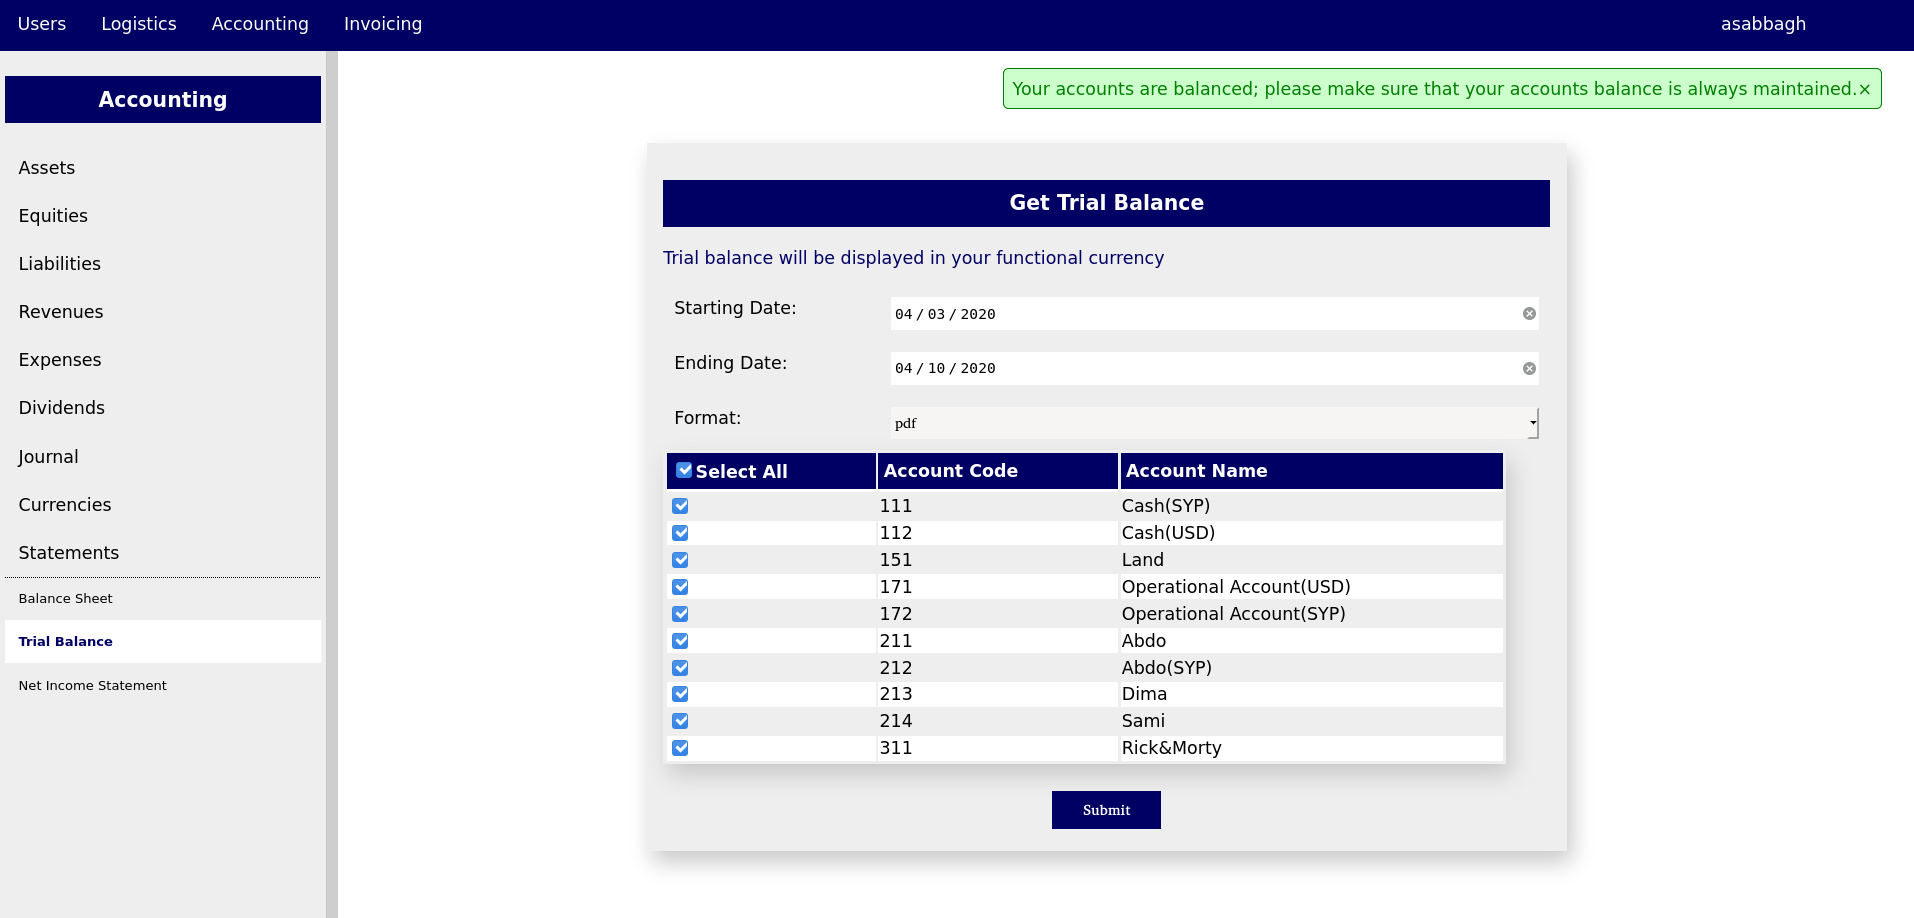 Users Logistics Accounting Invoicing asabbagh
Your accounts are balanced; please make sure that your accounts balance is always maintained.×
Accounting
Assets
Equities
Liabilities
Revenues
Expenses
Dividends
Journal
Currencies
Statements
Balance Sheet
Trial Balance
Net Income Statement
Get Trial Balance
Trial balance will be displayed in your functional currency
Starting Date: 04/03/2020
Ending Date: 04/10/2020
Format: pdf
Select All Account Code Account Name
111 Cash(SYP)
112 Cash(USD)
151 Land
171 Operational Account(USD)
172 Operational Account(SYP)
211 Abdo
212 Abdo(SYP)
213 Dima
214 Sami
311 Rick&Morty
Submit